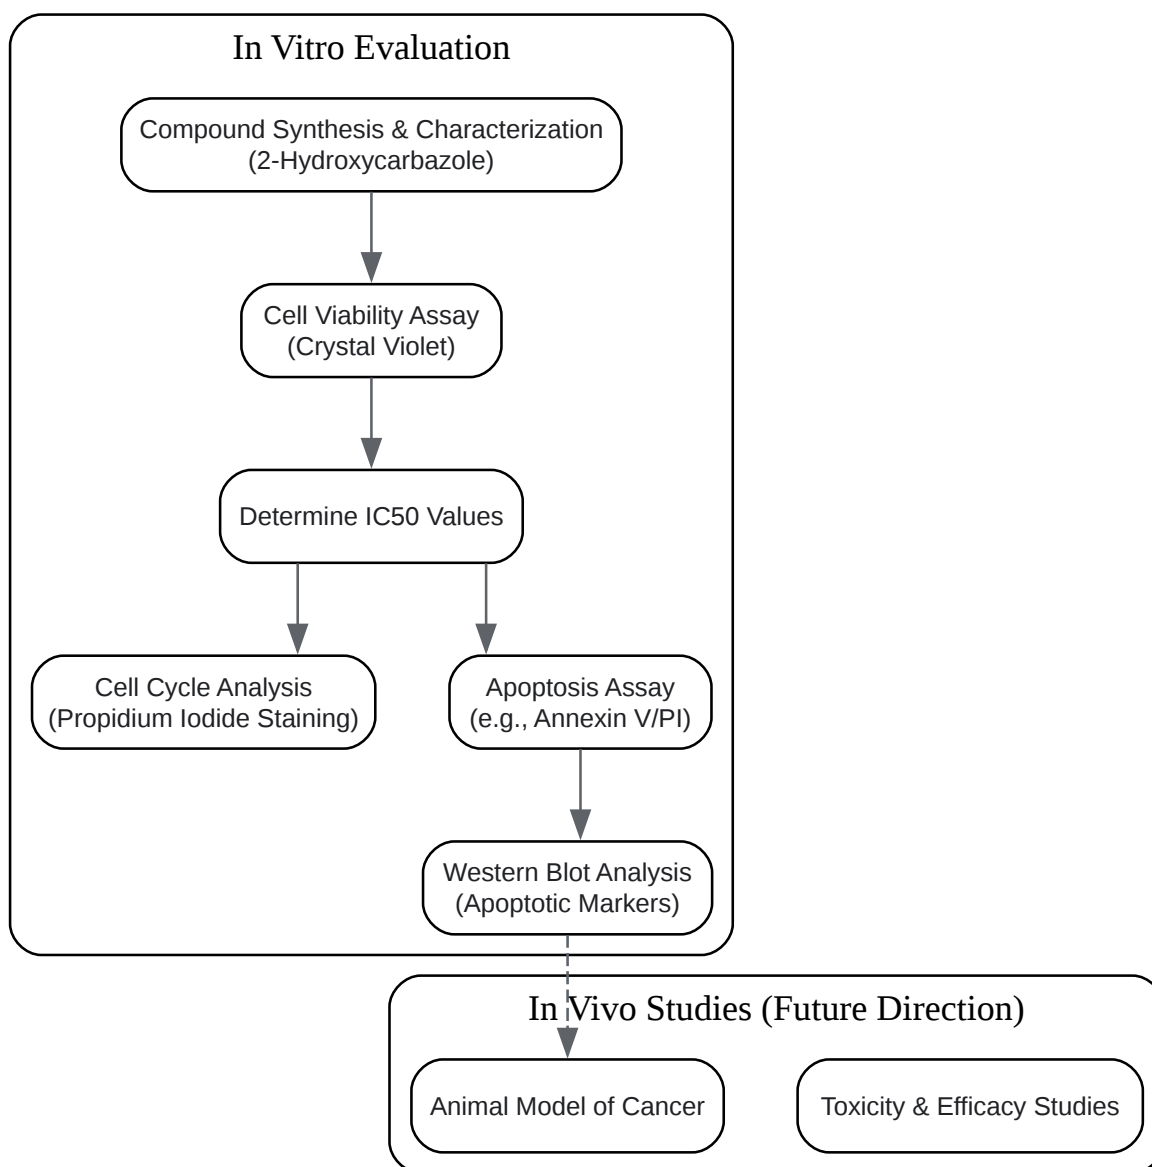 In Vitro Evaluation
Compound Synthesis & Characterization
(2-Hydroxycarbazole)
Cell Viability Assay
(Crystal Violet)
Determine IC50 Values
Cell Cycle Analysis
(Propidium Iodide Staining)
Apoptosis Assay
(e.g., Annexin V/PI)
Western Blot Analysis
(Apoptotic Markers)
In Vivo Studies (Future Direction)
Animal Model of Cancer
Toxicity & Efficacy Studies